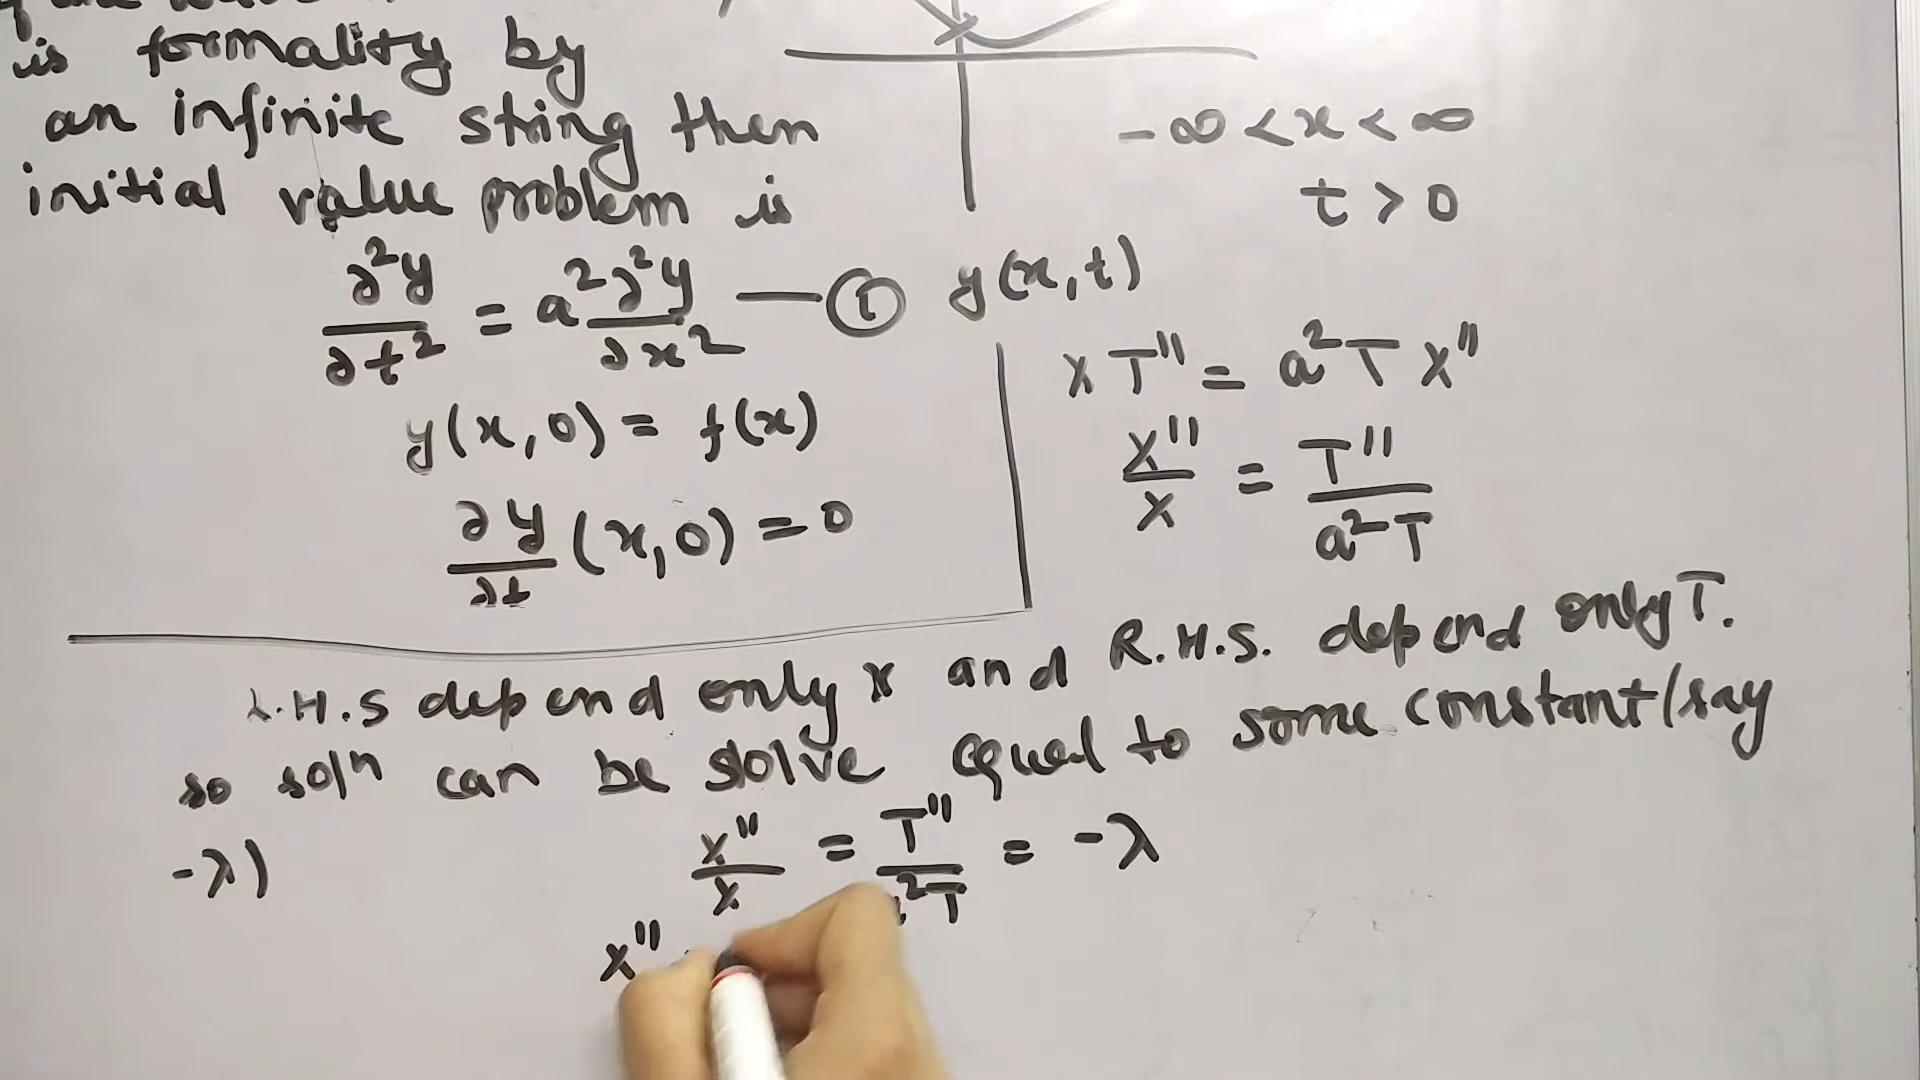 is formality by
an infinite string then
initial value problem is
∂²y/∂t² = a² ∂²y/∂x² — ①
y(x,0) = f(x)
∂y/∂t (x,0) = 0
-∞ < x < ∞
t > 0
y(x,t)
X T'' = a² T X''
X''/X = T''/a²T
L.H.S depend only x and R.H.S. depend only T.
so solⁿ can be solve equal to some constant (say
-λ)
X''/X = T''/a²T = -λ
X''